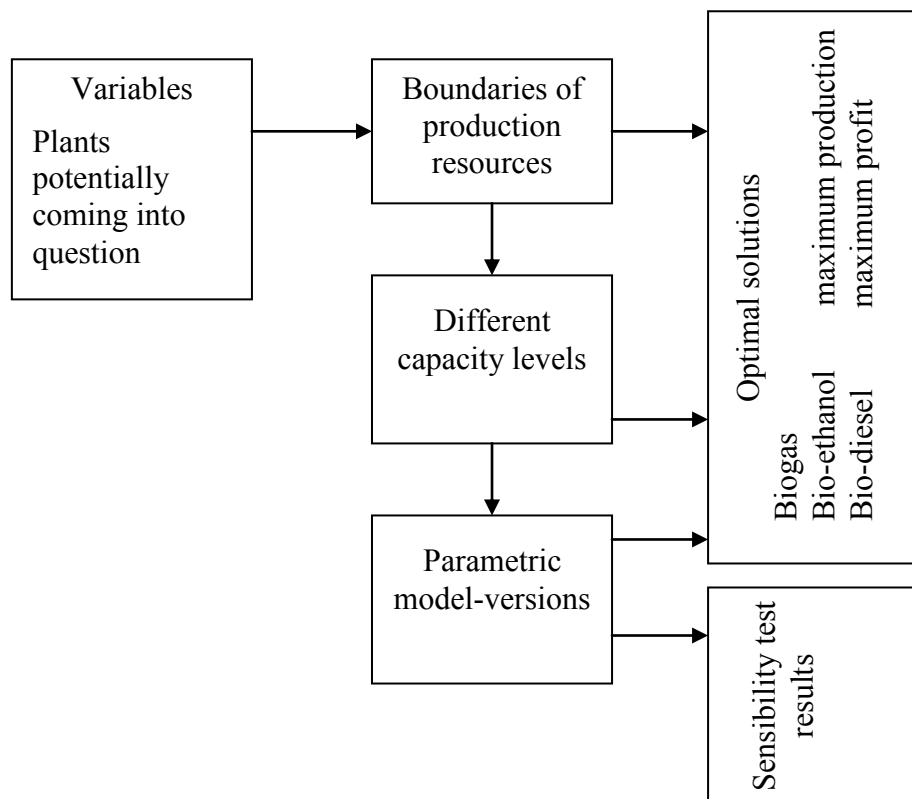 Variables
Plants
potentially
coming into
question
Boundaries of
production
resources
Different
capacity levels
Parametric
model-versions
Optimal solutions
Biogas
Bio-ethanol maximum production
Bio-diesel maximum profit
Sensibility test
results